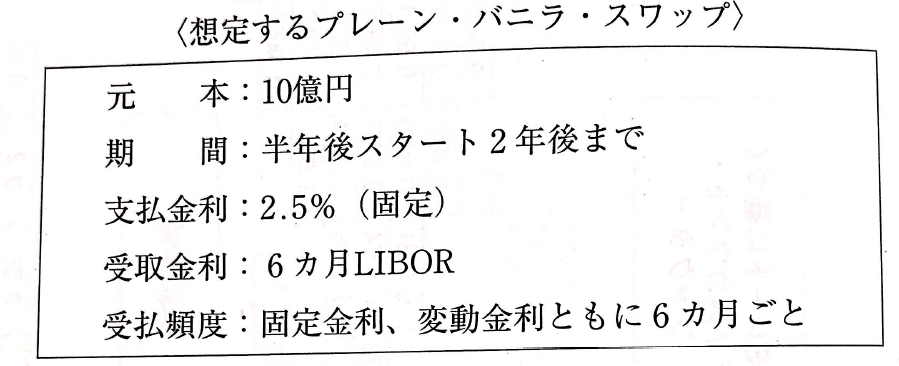 〈想定するプレーン・バニラ・スワップ〉
元　　本：10億円
期　　間：半年後スタート2年後まで
支払金利：2.5%（固定）
受取金利：6カ月LIBOR
受払頻度：固定金利、変動金利ともに6カ月ごと